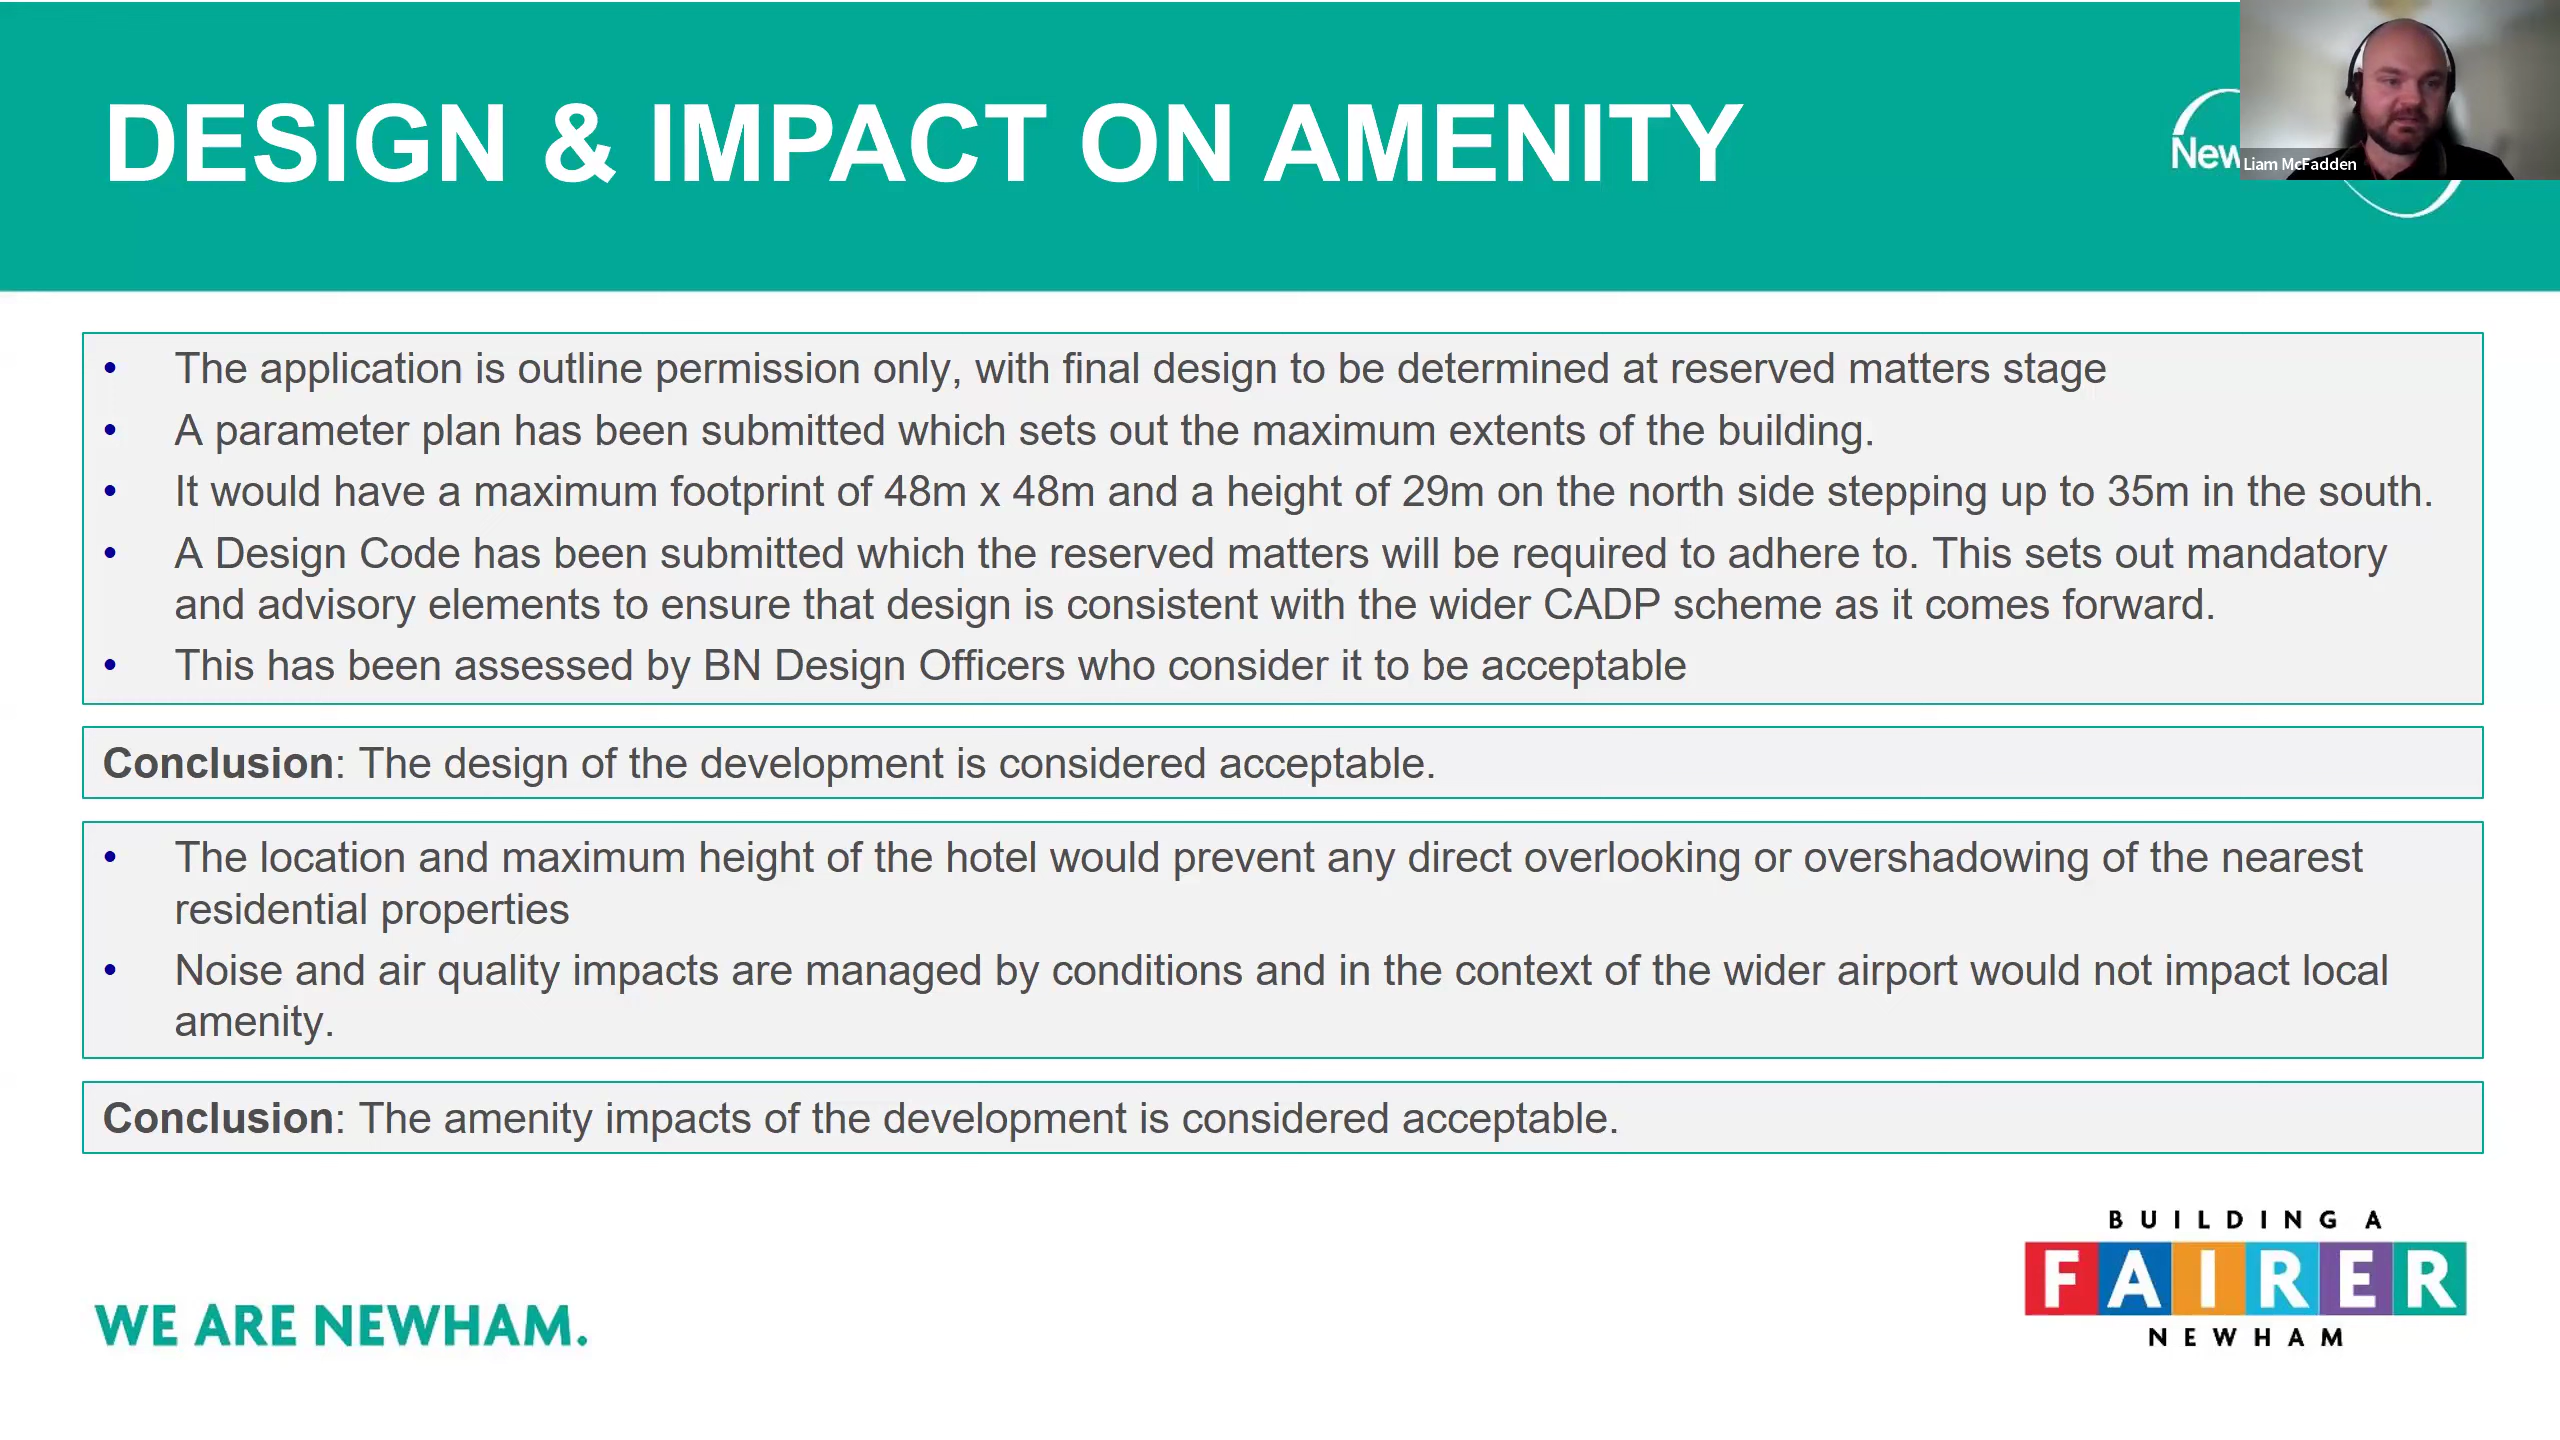 DESIGN & IMPACT ON AMENITY
New
Liam McFadden
• The application is outline permission only, with final design to be determined at reserved matters stage
• A parameter plan has been submitted which sets out the maximum extents of the building.
• It would have a maximum footprint of 48m x 48m and a height of 29m on the north side stepping up to 35m in the south.
• A Design Code has been submitted which the reserved matters will be required to adhere to. This sets out mandatory
and advisory elements to ensure that design is consistent with the wider CADP scheme as it comes forward.
• This has been assessed by BN Design Officers who consider it to be acceptable
Conclusion: The design of the development is considered acceptable.
• The location and maximum height of the hotel would prevent any direct overlooking or overshadowing of the nearest
residential properties
• Noise and air quality impacts are managed by conditions and in the context of the wider airport would not impact local
amenity.
Conclusion: The amenity impacts of the development is considered acceptable.
WE ARE NEWHAM.
BUILDING A
FAIRER
NEWHAM